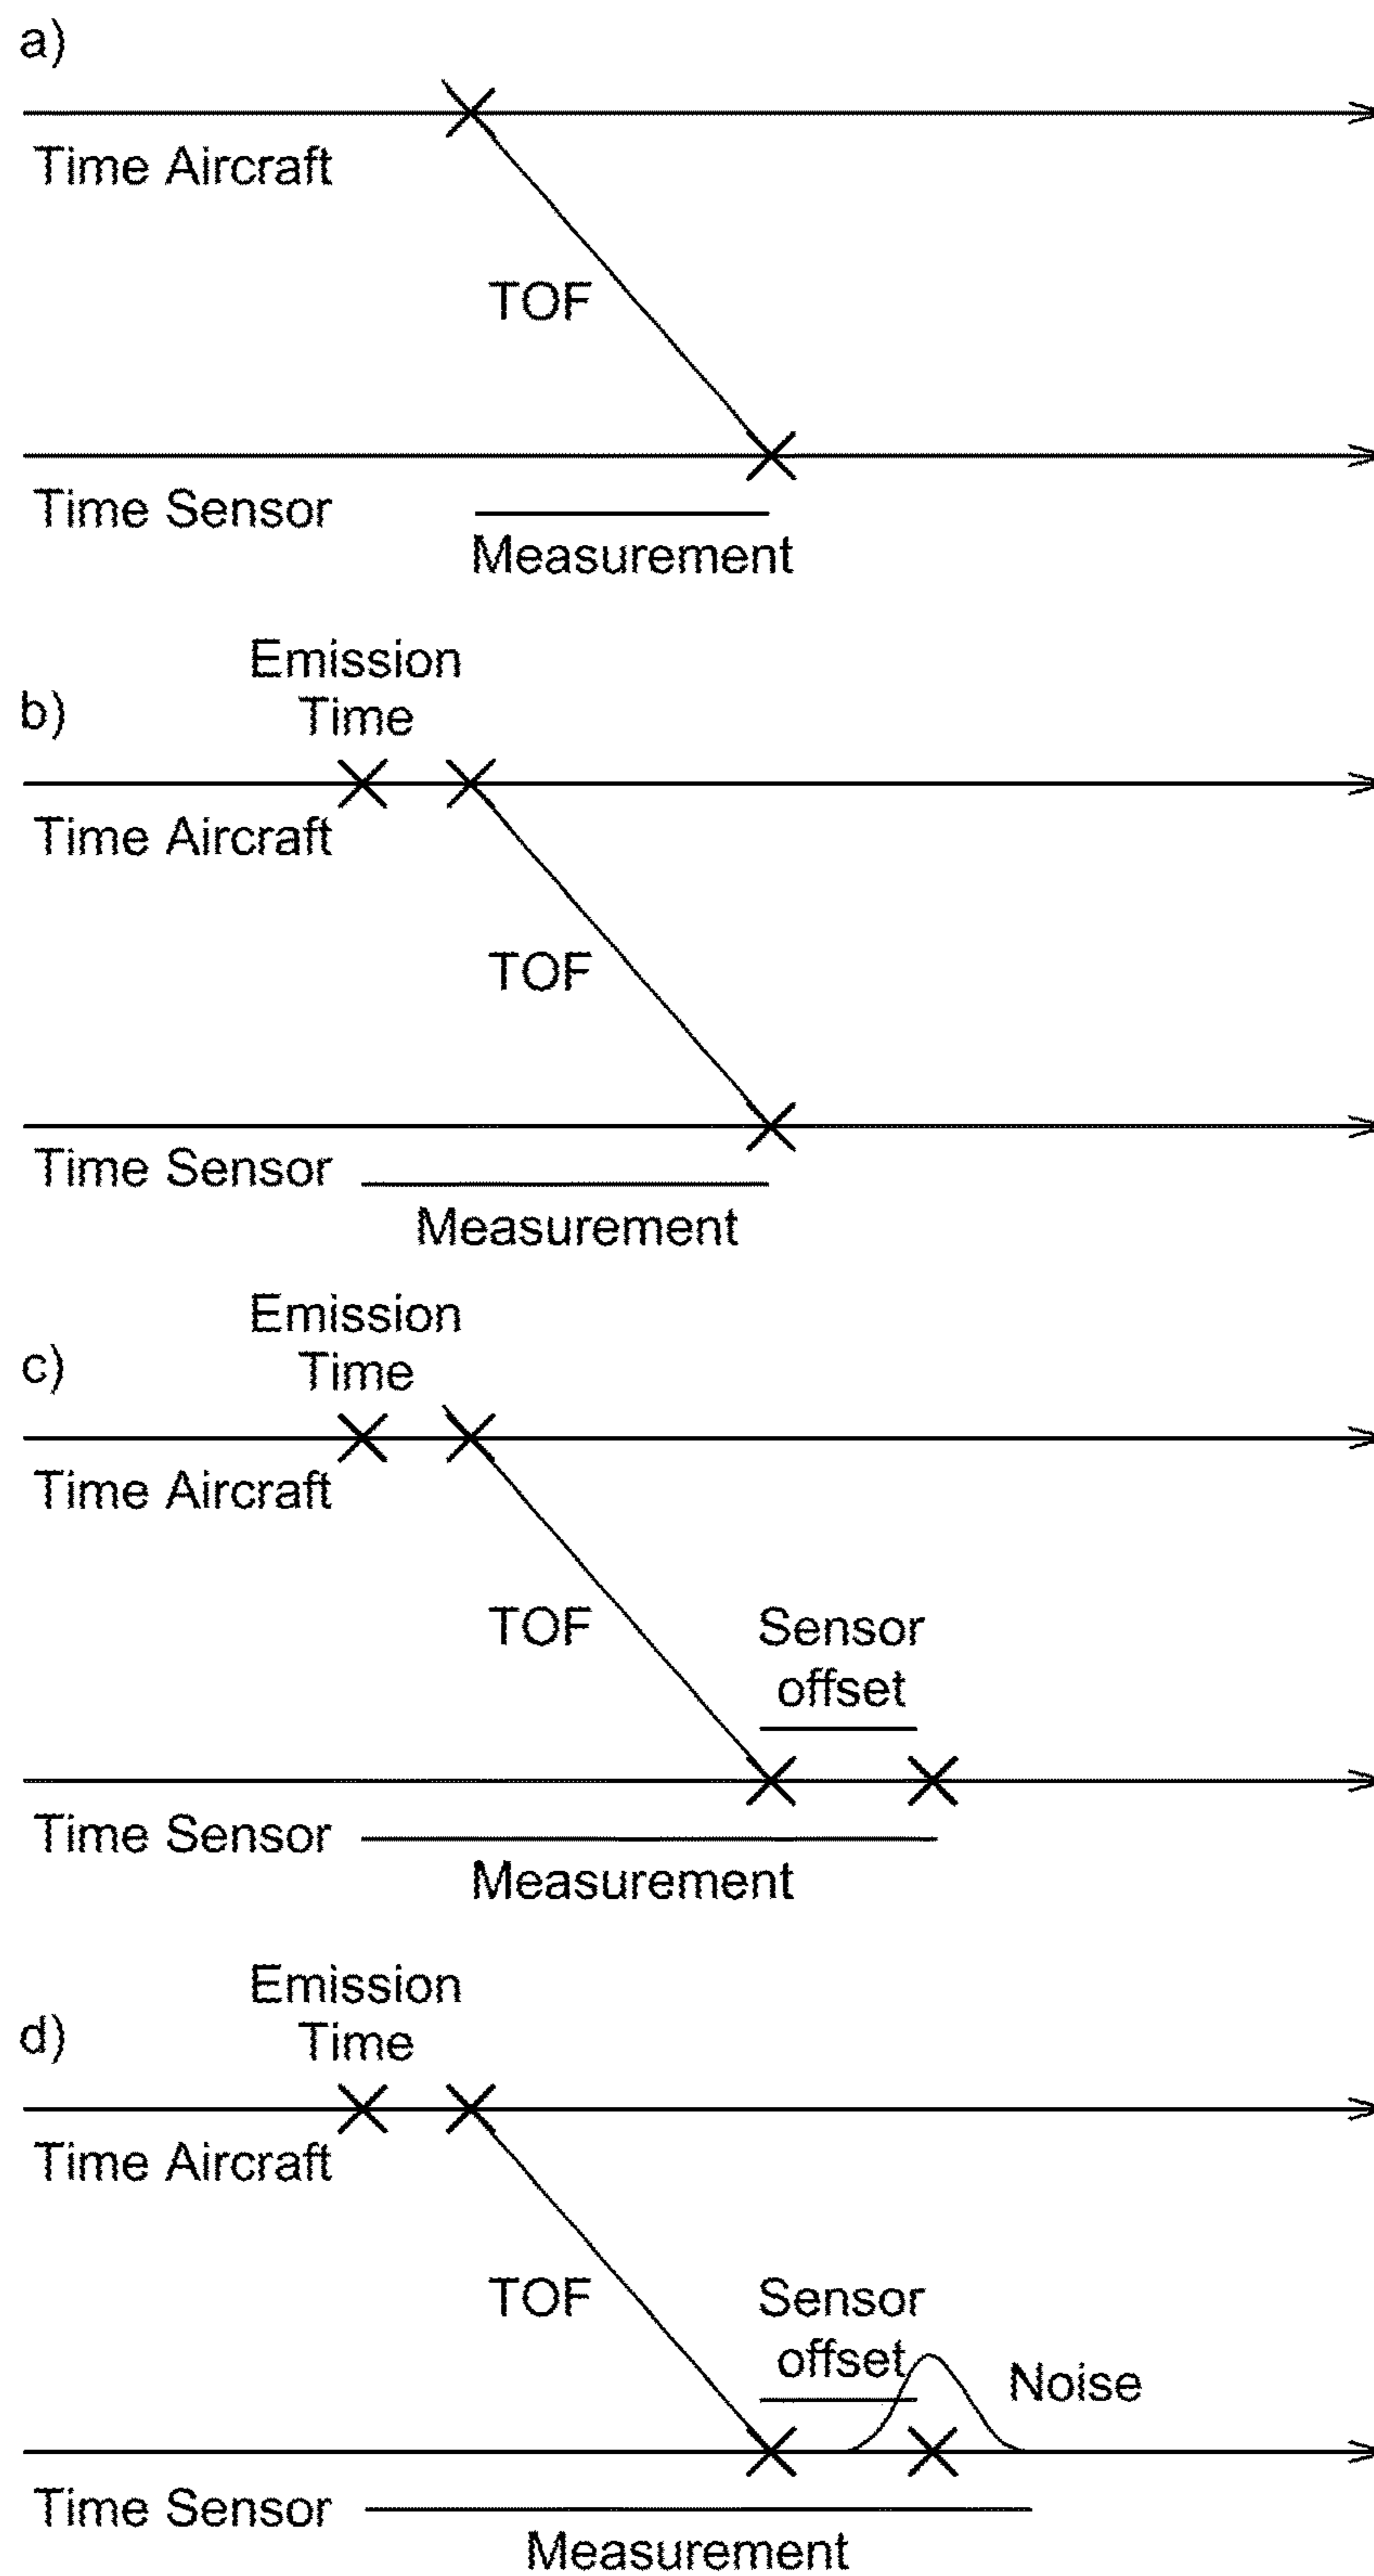 a)
Time Aircraft
TOF
Time Sensor
Measurement
Emission
Time
b)
Time Aircraft
TOF
Time Sensor
Measurement
Emission
Time
c)
Time Aircraft
TOF
Sensor
offset
Time Sensor
Measurement
Emission
Time
d)
Time Aircraft
TOF
Sensor
offset
Noise
Time Sensor
Measurement